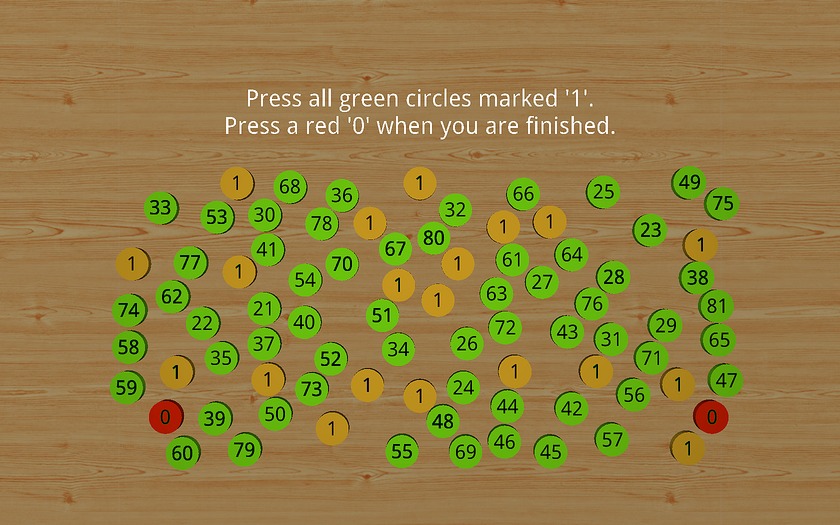 Press all green circles marked '1'.
Press a red '0' when you are finished.
1 68 36 1 66 25 49
33 53 30 78 1 32 1 1 23 75
41 67 80 1
1 77 1 54 70 1 61 27 64 28 38
74 62 22 21 40 51 1 1 63 72 76 43 29 81
58 35 37 52 34 26 31 71 65
59 1 1 73 1 1 24 1 1 56 1 47
0 39 50 1 48 44 42 0
60 79 55 69 46 45 57 1